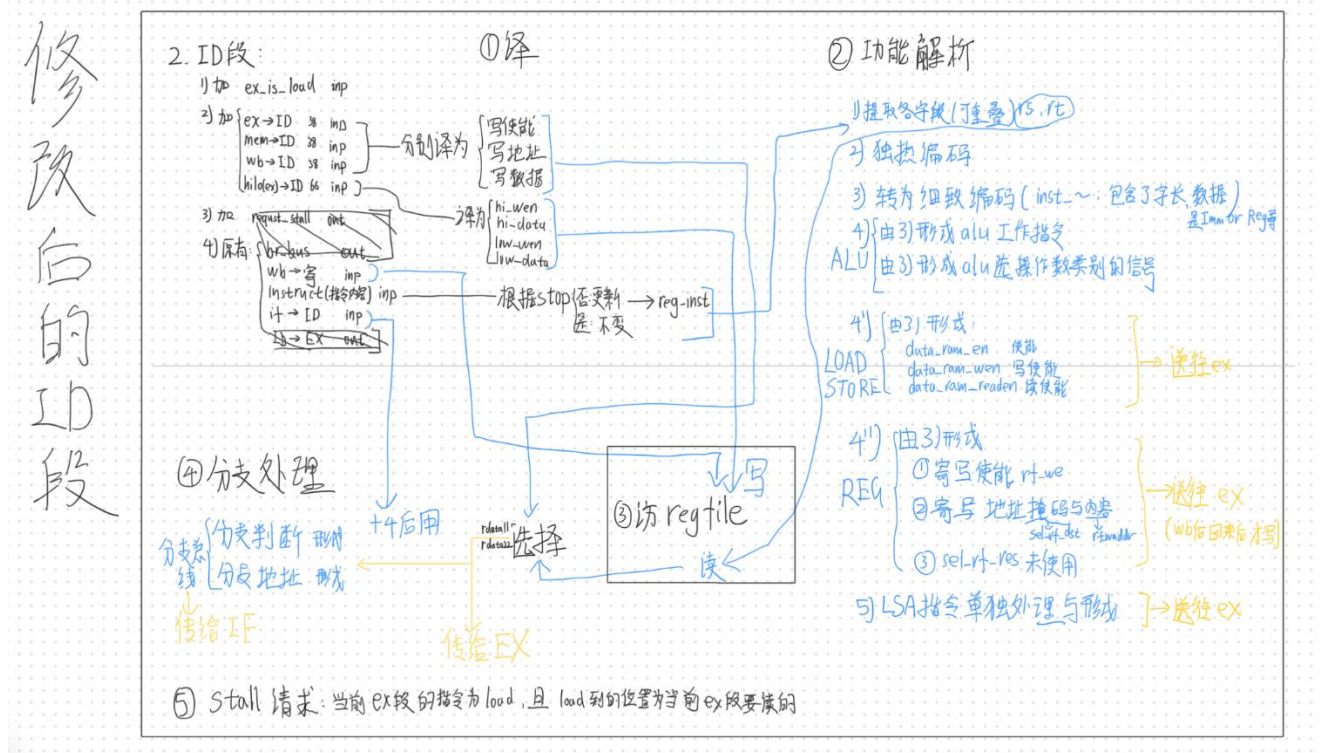 修改后的ID段
2. ID段:
1) 加 ex_is_load inp
2) 加
ex→ID 38 inp
mem→ID 38 inp
wb→ID 38 inp
hilo(ex)→ID 66 inp
3) 加 requst_stall out
4) 原有:
br_bus out
wb→寄 inp
Instruct(指令内容) inp
if→ID inp
ID→EX out
①译
分别译为
写使能
写地址
写数据
译为
hi_wen
hi_data
low_wen
low_data
根据stop
否:更新
是:不变
→reg-inst
②功能解析
1)提取各字段(可重叠)rs,rt
2) 独热编码
3) 转为细致编码(inst_~:包含了字长,数据
是Imm or Reg等)
4)
ALU
由3)形成alu工作指令
由3)形成alu 操作数类别的信号
4')
LOAD
STORE
由3)形成:
data_ram_en 使能
data_ram_wen 写使能
data_ram_readen 读使能
→送往ex
4'')
REG
由3)形成
①寄写使能 rf_we
②寄写地址掩码与内容
sel_rf_dst rf_waddr
③ sel_rf_res 未使用
→送往ex
(wb后回来后才写)
5) LSA指令单独处理与形成
→送往ex
③访regfile
写
读
rdata11
rdata22
选择
+4后用
④分支处理
分支总线
分支判断 形成
分支地址 形成
传给IF
传给EX
⑤ Stall 请求:当前ex段的指令为load,且 load到的位置为当前ex段要读的